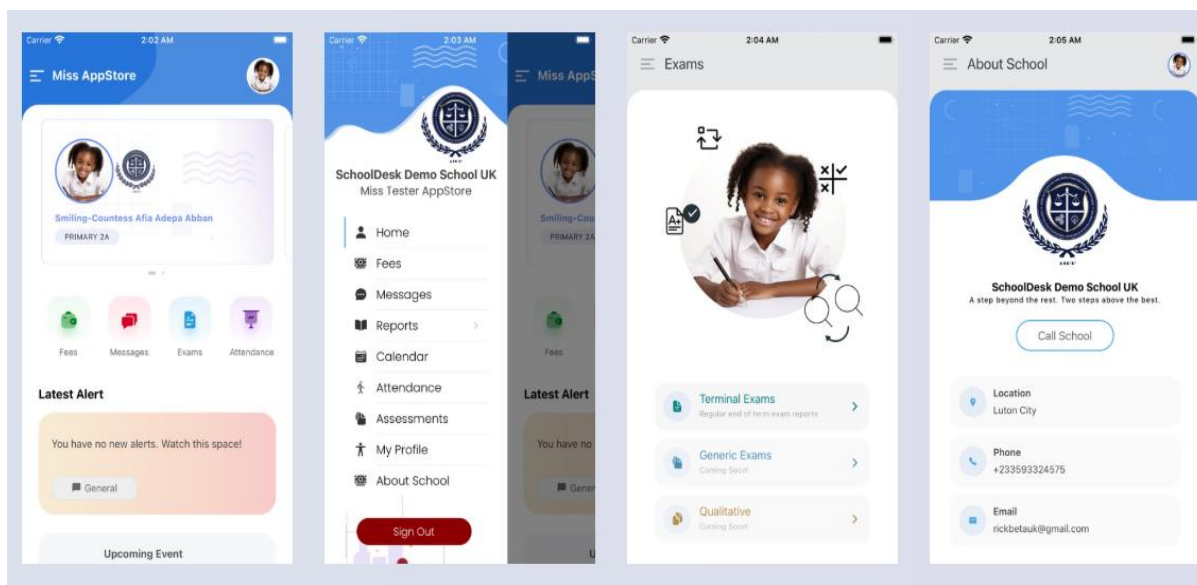 Carrier 2:02 AM
Miss AppStore
Smiling-Countess Afia Adepa Abban
PRIMARY 2A
Fees Messages Exams Attendance
Latest Alert
You have no new alerts. Watch this space!
General
Upcoming Event
Carrier 2:03 AM
Miss AppS
SchoolDesk Demo School UK
Miss Tester AppStore
Home
Fees
Messages
Reports
Calendar
Attendance
Assessments
My Profile
About School
Sign Out
Smiling-Cou
PRIMARY 2A
Fees
Latest Alert
You have no
Gener
U
Carrier 2:04 AM
Exams
Terminal Exams
Regular end of term exam reports
Generic Exams
Coming Soon!
Qualitative
Coming Soon!
A+
Carrier 2:05 AM
About School
SchoolDesk Demo School UK
A step beyond the rest. Two steps above the best.
Call School
Location
Luton City
Phone
+233593324575
Email
rickbetauk@gmail.com